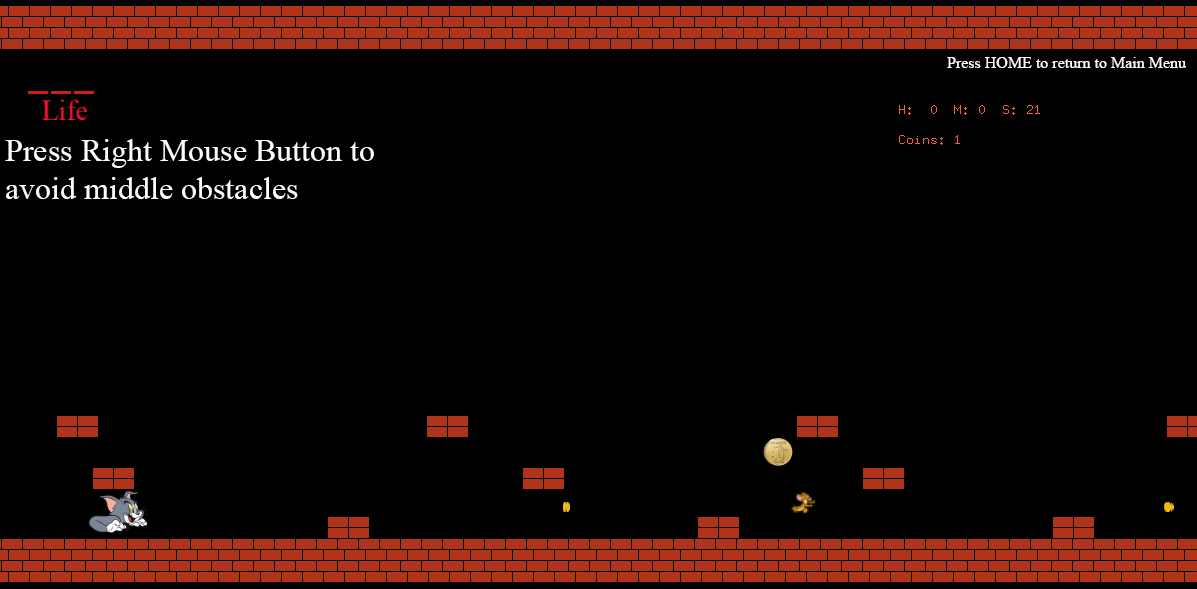 Press HOME to return to Main Menu
Life
H: 0 M: 0 S: 21
Coins: 1
Press Right Mouse Button to
avoid middle obstacles